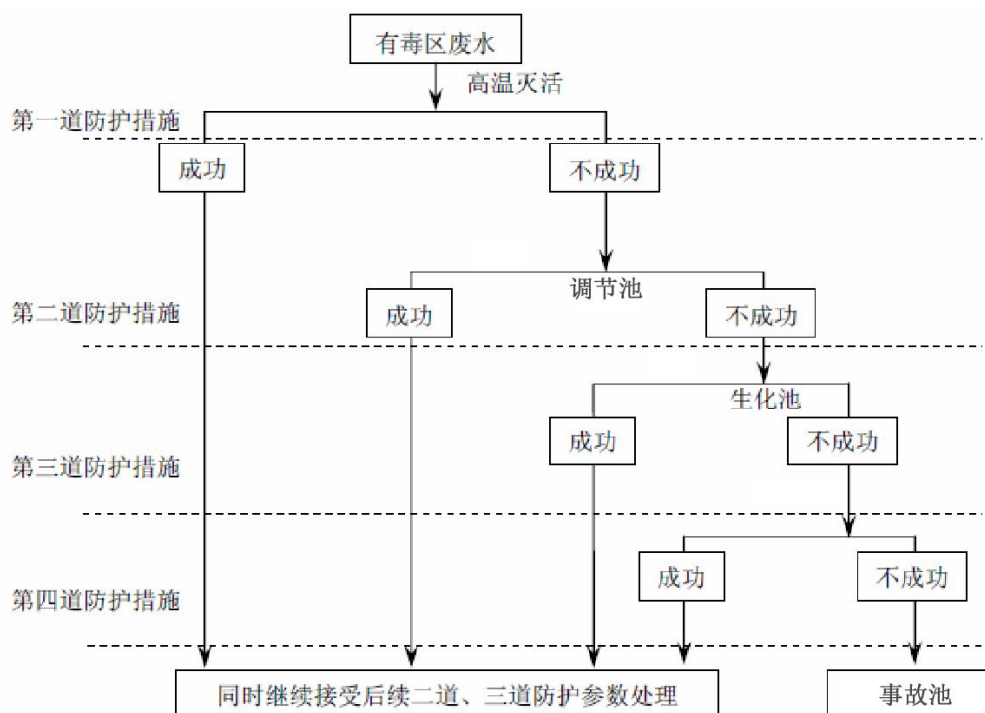 有毒区废水
高温灭活
第一道防护措施
成功
不成功
调节池
第二道防护措施
成功
不成功
生化池
成功
不成功
第三道防护措施
成功
不成功
第四道防护措施
同时继续接受后续二道、三道防护参数处理
事故池